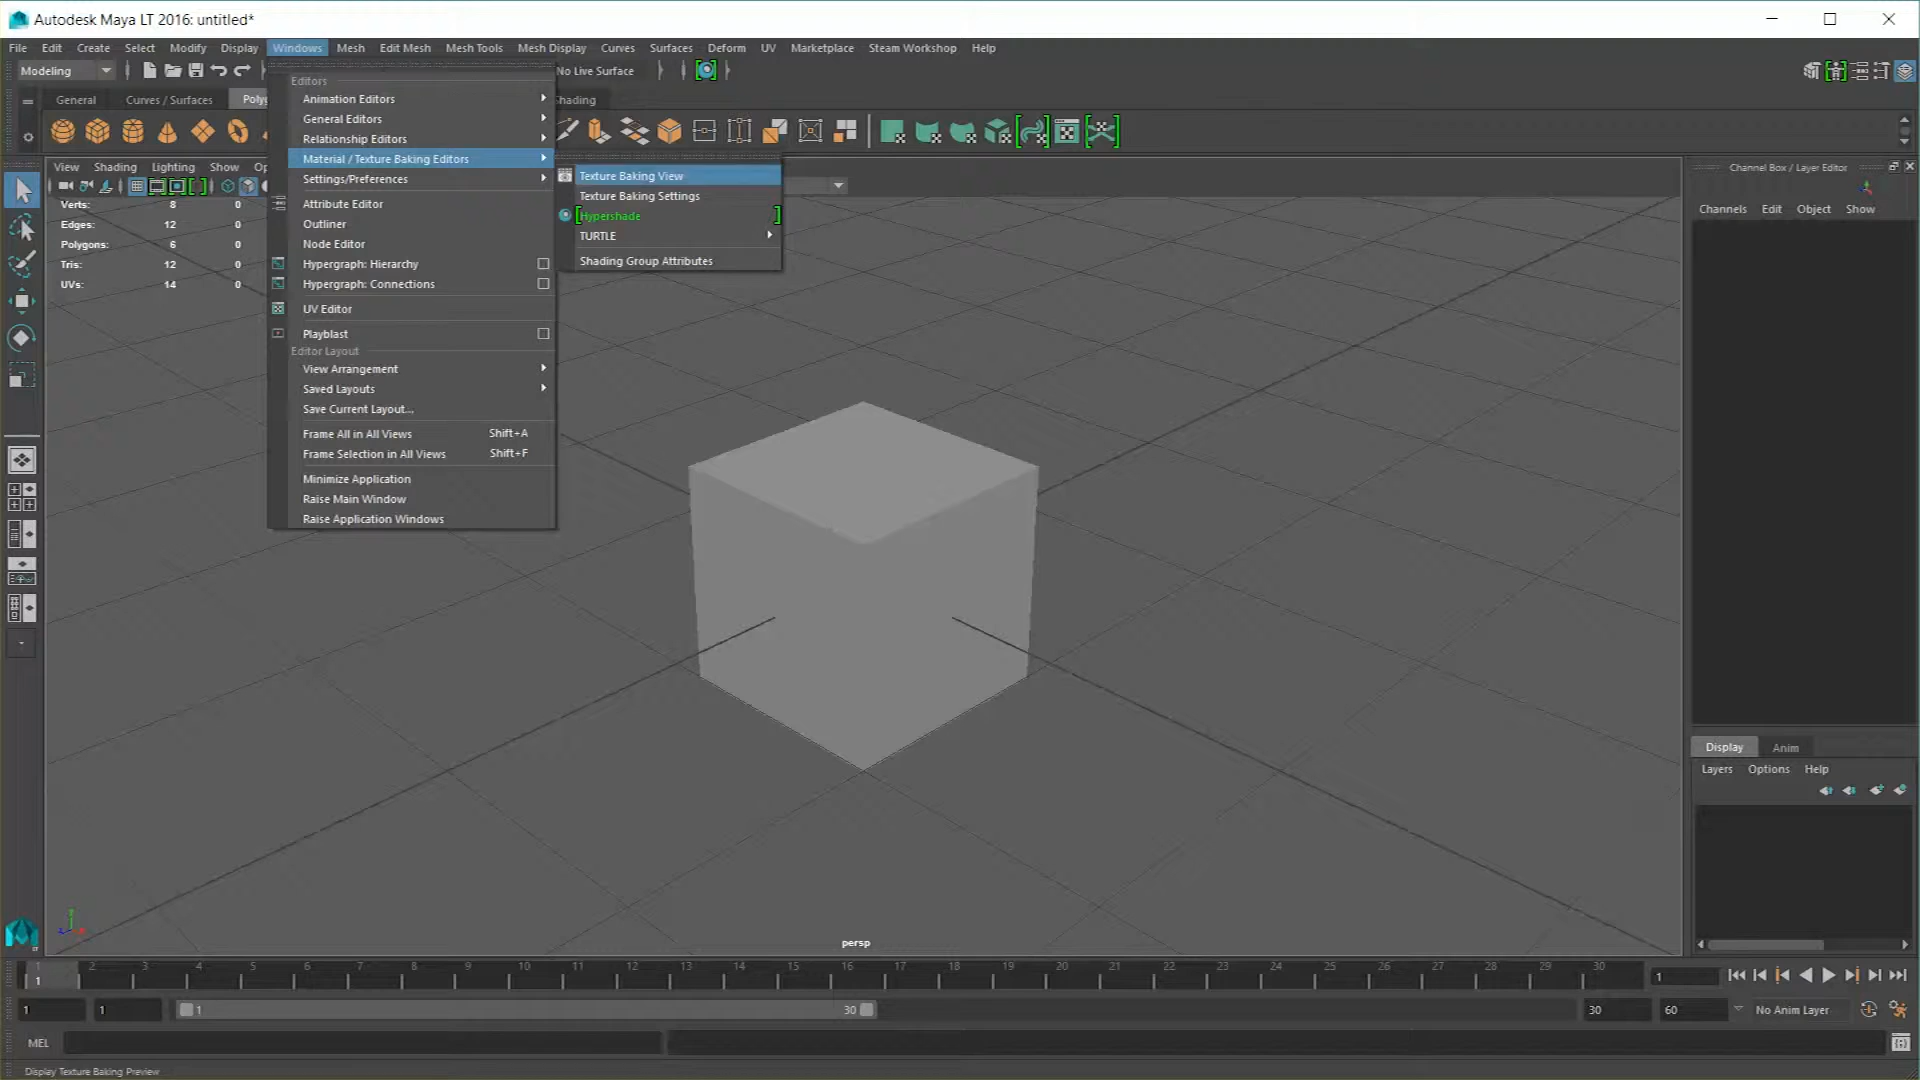 Autodesk Maya LT 2016: untitled*
File Edit Create Select Modify Display Windows Mesh Edit Mesh Mesh Tools Mesh Display Curves Surfaces Deform UV Marketplace Steam Workshop Help
Modeling No Live Surface
General Curves / Surfaces Polyg hading
Editors
Animation Editors
General Editors
Relationship Editors
Material / Texture Baking Editors
Settings/Preferences
Attribute Editor
Outliner
Node Editor
Hypergraph: Hierarchy
Hypergraph: Connections
UV Editor
Playblast
Editor Layout
View Arrangement
Saved Layouts
Save Current Layout...
Frame All in All Views Shift+A
Frame Selection in All Views Shift+F
Minimize Application
Raise Main Window
Raise Application Windows
Texture Baking View
Texture Baking Settings
Hypershade
TURTLE
Shading Group Attributes
View Shading Lighting Show Op
Verts: 8 0
Edges: 12 0
Polygons: 6 0
Tris: 12 0
UVs: 14 0
persp
Channel Box / Layer Editor
Channels Edit Object Show
Display Anim
Layers Options Help
1 2 3 4 5 6 7 8 9 10 11 12 13 14 15 16 17 18 19 20 21 22 23 24 25 26 27 28 29 30
1 1
1 1 1 30 30 60 No Anim Layer
MEL
Display Texture Baking Preview